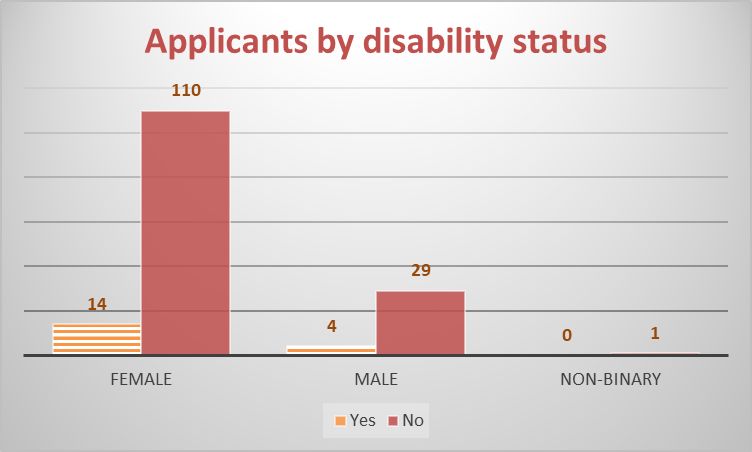 Applicants by disability status
110
14
4
29
0
1
FEMALE
MALE
NON-BINARY
Yes
No